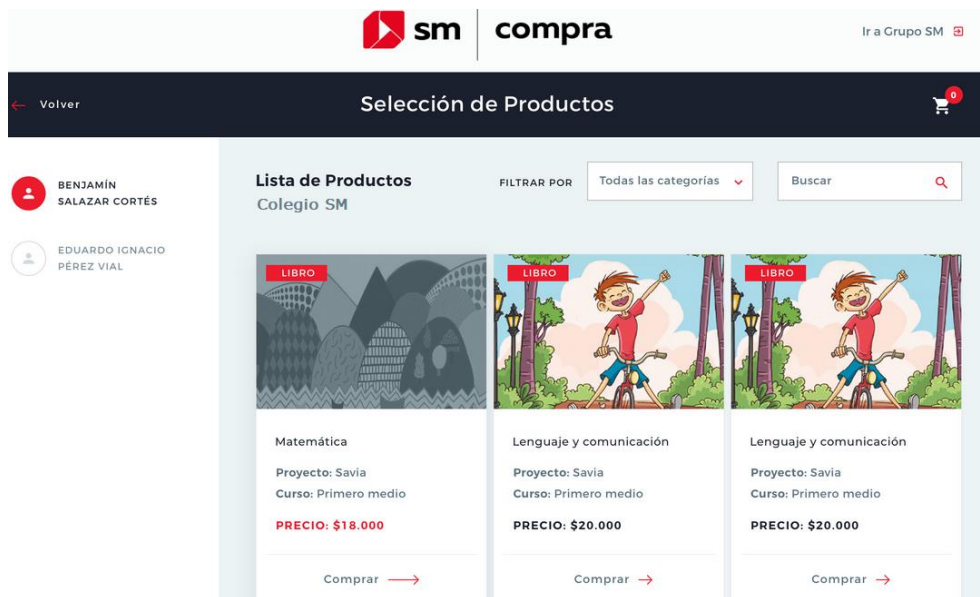 sm compra
Ir a Grupo SM
Volver
Selección de Productos
0
BENJAMÍN
SALAZAR CORTÉS
EDUARDO IGNACIO
PÉREZ VIAL
Lista de Productos
Colegio SM
FILTRAR POR
Todas las categorías
Buscar
LIBRO
Matemática
Proyecto: Savia
Curso: Primero medio
PRECIO: $18.000
Comprar
LIBRO
Lenguaje y comunicación
Proyecto: Savia
Curso: Primero medio
PRECIO: $20.000
Comprar
LIBRO
Lenguaje y comunicación
Proyecto: Savia
Curso: Primero medio
PRECIO: $20.000
Comprar